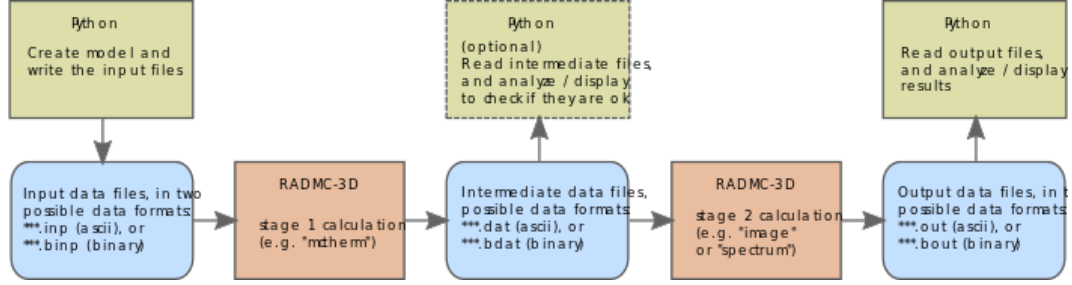 Python
Create model and
write the input files
Python
(optional)
Read intermediate files,
and analyze / display
to check if they are ok
Python
Read output files,
and analyze / display
results
Input data files, in two
possible data formats:
***.inp (ascii), or
***.binp (binary)
RADMC-3D
stage 1 calculation
(e.g. "mctherm")
Intermediate data files,
possible data formats:
***.dat (ascii), or
***.bdat (binary)
RADMC-3D
stage 2 calculation
(e.g. "image"
or "spectrum")
Output data files, in
possible data formats:
***.out (ascii), or
***.bout (binary)